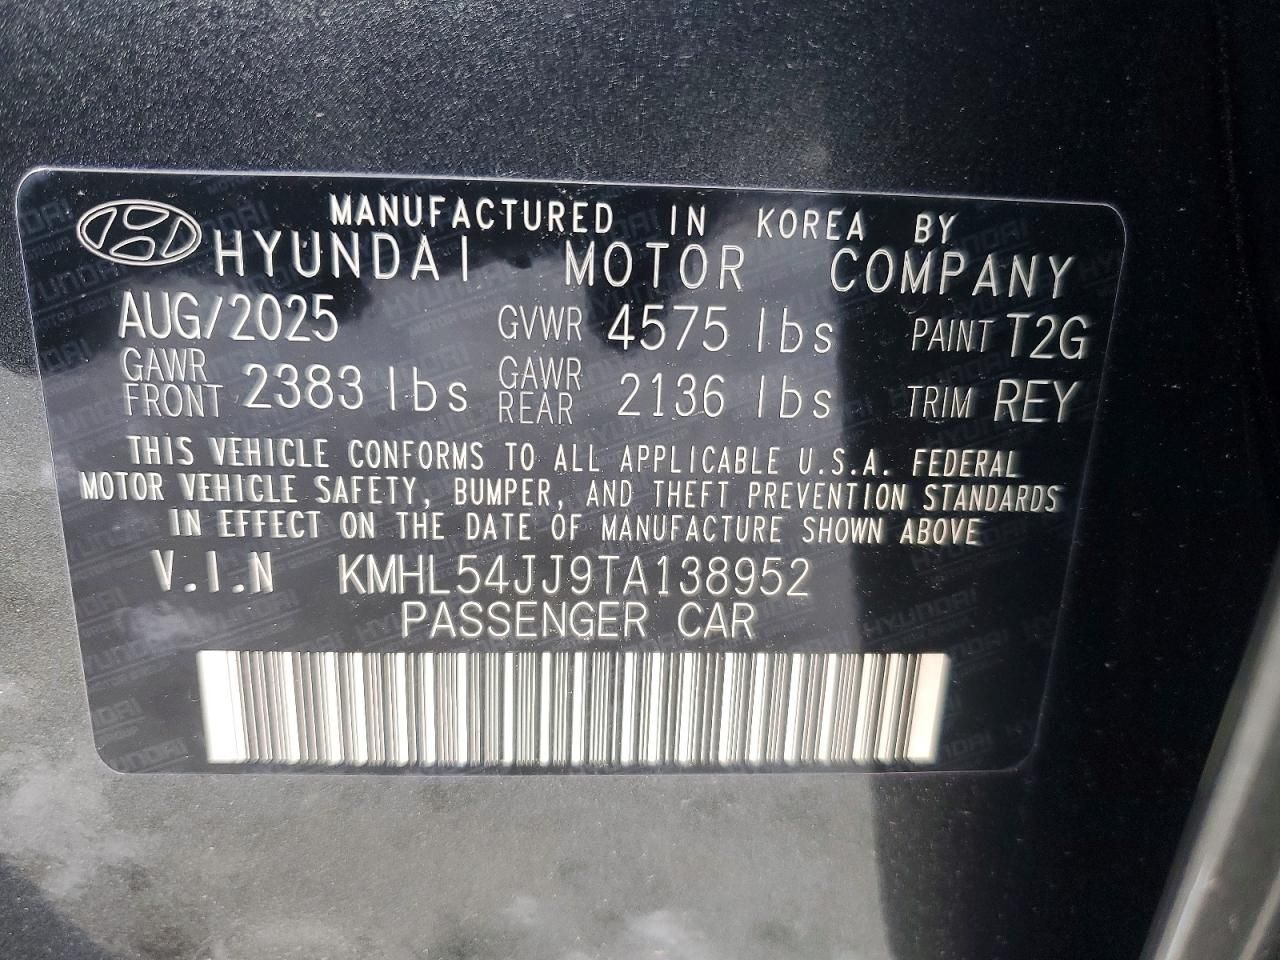 MANUFACTURED IN KOREA BY
HYUNDAI MOTOR COMPANY
AUG/2025 GVWR 4575 lbs PAINT T2G
GAWR FRONT 2383 lbs GAWR REAR 2136 lbs TRIM REY
THIS VEHICLE CONFORMS TO ALL APPLICABLE U.S.A. FEDERAL
MOTOR VEHICLE SAFETY, BUMPER, AND THEFT PREVENTION STANDARDS
IN EFFECT ON THE DATE OF MANUFACTURE SHOWN ABOVE
V.I.N KMHL54JJ9TA138952
PASSENGER CAR